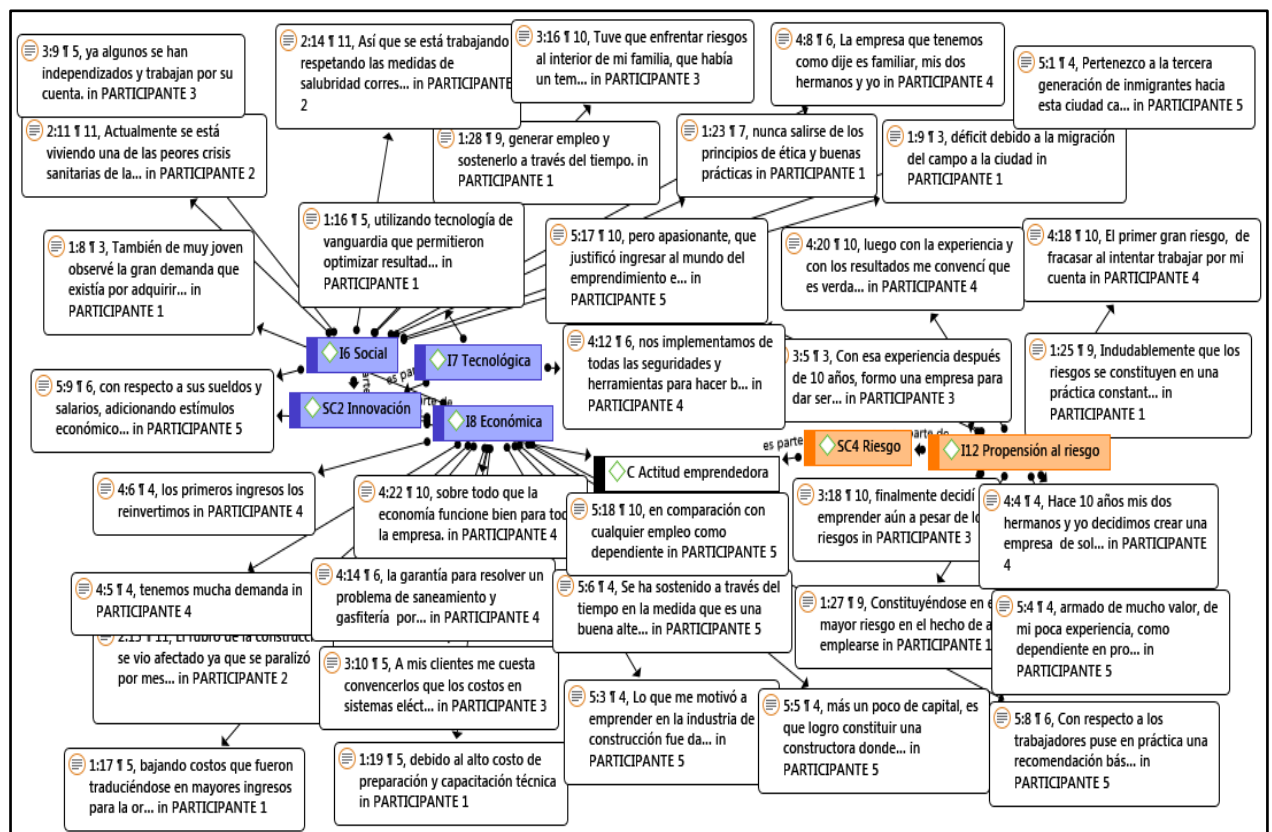 3:9 ¶ 5, ya algunos se han
independizados y trabajan por su
cuenta. in PARTICIPANTE 3
2:14 ¶ 11, Así que se está trabajando
respetando las medidas de
salubridad corres... in PARTICIPANTE
2
3:16 ¶ 10, Tuve que enfrentar riesgos
al interior de mi familia, que había
un tem... in PARTICIPANTE 3
4:8 ¶ 6, La empresa que tenemos
como dije es familiar, mis dos
hermanos y yo in PARTICIPANTE 4
5:1 ¶ 4, Pertenezco a la tercera
generación de inmigrantes hacia
esta ciudad ca... in PARTICIPANTE 5
2:11 ¶ 11, Actualmente se está
viviendo una de las peores crisis
sanitarias de la... in PARTICIPANTE 2
1:28 ¶ 9, generar empleo y
sostenerlo a través del tiempo. in
PARTICIPANTE 1
1:23 ¶ 7, nunca salirse de los
principios de ética y buenas
prácticas in PARTICIPANTE 1
1:9 ¶ 3, déficit debido a la migración
del campo a la ciudad in
PARTICIPANTE 1
1:8 ¶ 3, También de muy joven
observé la gran demanda que
existía por adquirir... in
PARTICIPANTE 1
1:16 ¶ 5, utilizando tecnología de
vanguardia que permitieron
optimizar resultad... in
PARTICIPANTE 1
5:17 ¶ 10, pero apasionante, que
justificó ingresar al mundo del
emprendimiento e... in
PARTICIPANTE 5
4:20 ¶ 10, luego con la experiencia y
con los resultados me convencí que
es verda... in PARTICIPANTE 4
4:18 ¶ 10, El primer gran riesgo, de
fracasar al intentar trabajar por mi
cuenta in PARTICIPANTE 4
I6 Social
I7 Tecnológica
4:12 ¶ 6, nos implementamos de
todas las seguridades y
herramientas para hacer b... in
PARTICIPANTE 4
3:5 ¶ 3, Con esa experiencia después
de 10 años, formo una empresa para
dar ser... in PARTICIPANTE 3
1:25 ¶ 9, Indudablemente que los
riesgos se constituyen en una
práctica constant... in
PARTICIPANTE 1
es par
5:9 ¶ 6, con respecto a sus sueldos y
salarios, adicionando estímulos
económico... in PARTICIPANTE 5
SC2 Innovación
rte de
I8 Económica
es parte
SC4 Riesgo
parte de
I12 Propensión al riesgo
C Actitud emprendedora
4:6 ¶ 4, los primeros ingresos los
reinvertimos in PARTICIPANTE 4
4:22 ¶ 10, sobre todo que la
economía funcione bien para tod
la empresa. in PARTICIPANTE 4
5:18 ¶ 10, en comparación con
cualquier empleo como
dependiente in PARTICIPANTE 5
3:18 ¶ 10, finalmente decidí
emprender aún a pesar de lo
riesgos in PARTICIPANTE 3
4:4 ¶ 4, Hace 10 años mis dos
hermanos y yo decidimos crear una
empresa de sol... in PARTICIPANTE
4
4:5 ¶ 4, tenemos mucha demanda in
PARTICIPANTE 4
4:14 ¶ 6, la garantía para resolver un
problema de saneamiento y
gasfitería por... in PARTICIPANTE 4
5:6 ¶ 4, Se ha sostenido a través del
tiempo en la medida que es una
buena alte... in PARTICIPANTE 5
1:27 ¶ 9, Constituyéndose en e
mayor riesgo en el hecho de a
emplearse in PARTICIPANTE 1
5:4 ¶ 4, armado de mucho valor, de
mi poca experiencia, como
dependiente en pro... in
PARTICIPANTE 5
¶ 11, El rubro de la construcc
se vio afectado ya que se paralizó
por mes... in PARTICIPANTE 2
3:10 ¶ 5, A mis clientes me cuesta
convencerlos que los costos en
sistemas eléct... in PARTICIPANTE 3
5:3 ¶ 4, Lo que me motivó a
emprender en la industria de
construcción fue da... in
PARTICIPANTE 5
5:5 ¶ 4, más un poco de capital, es
que logro constituir una
constructora donde... in
PARTICIPANTE 5
5:8 ¶ 6, Con respecto a los
trabajadores puse en práctica una
recomendación bás... in
PARTICIPANTE 5
1:17 ¶ 5, bajando costos que fueron
traduciéndose en mayores ingresos
para la or... in PARTICIPANTE 1
1:19 ¶ 5, debido al alto costo de
preparación y capacitación técnica
in PARTICIPANTE 1